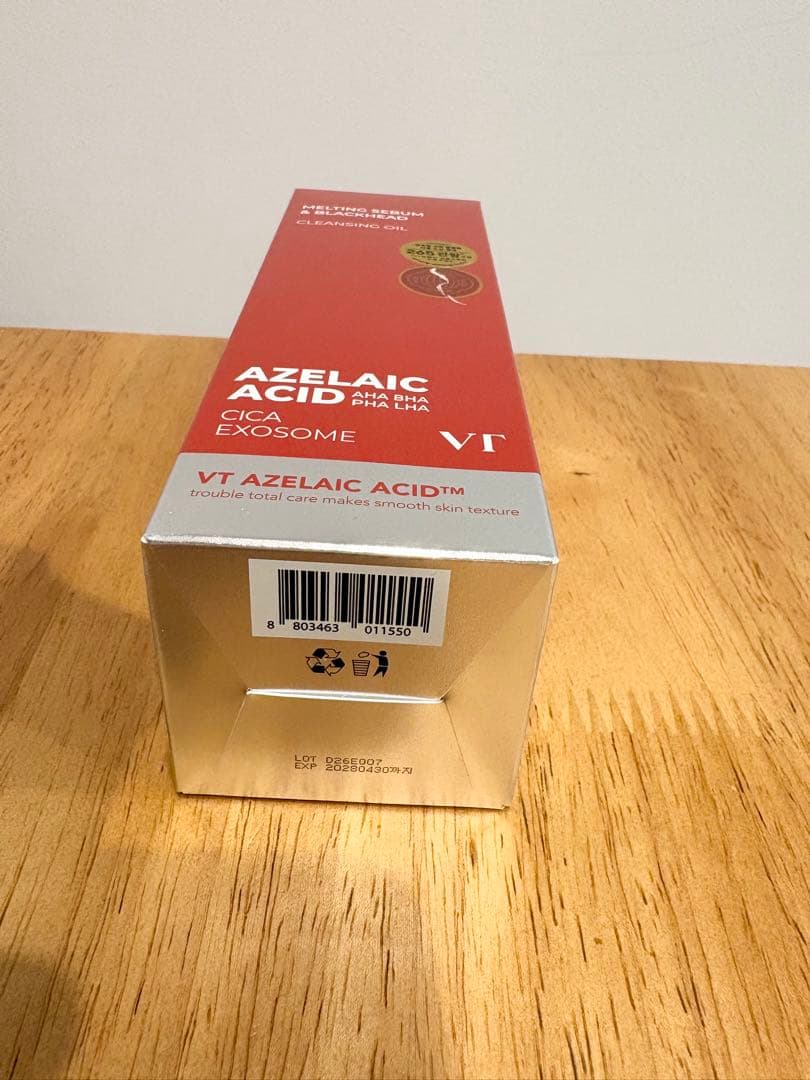 MELTING SEBUM
& BLACKHEAD
CLEANSING OIL
AZELAIC
ACID AHA BHA
PHA LHA
CICA
EXOSOME
VT
VT AZELAIC ACID™
trouble total care makes smooth skin texture
8 803463 011550
LOT D26E007
EXP 20280430까지